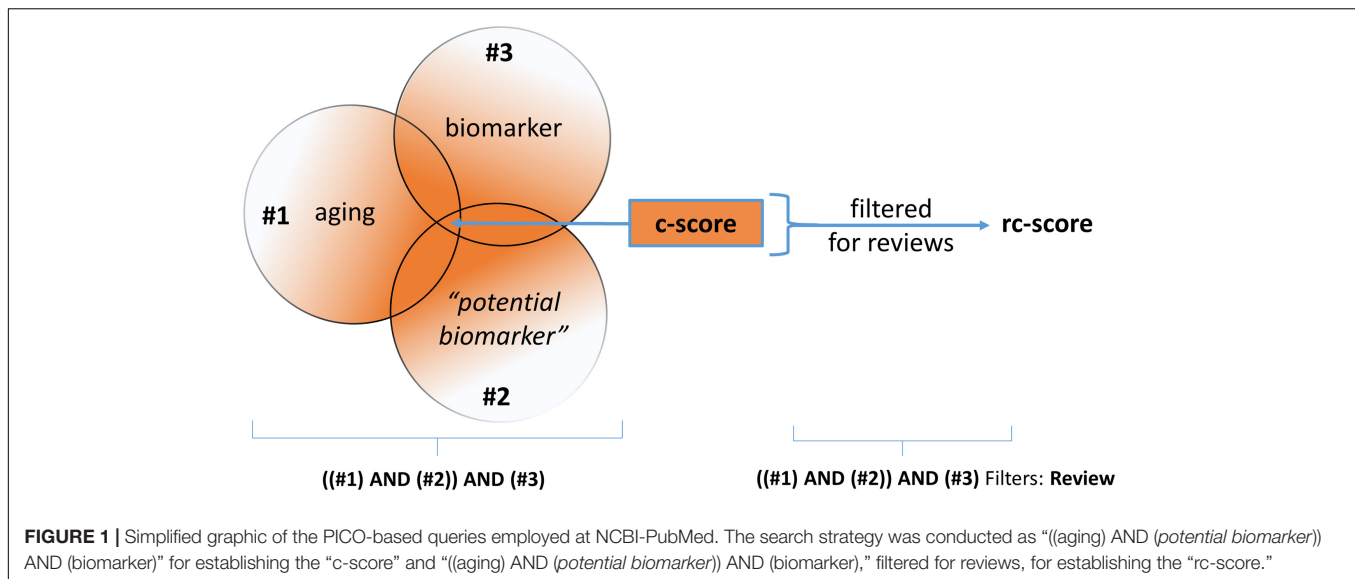 #3
biomarker
#1 aging
c-score
filtered
for reviews
rc-score
“potential
biomarker”
#2
((#1) AND (#2)) AND (#3)
((#1) AND (#2)) AND (#3) Filters: Review
FIGURE 1 | Simplified graphic of the PICO-based queries employed at NCBI-PubMed. The search strategy was conducted as “((aging) AND (potential biomarker))
AND (biomarker)” for establishing the “c-score” and “((aging) AND (potential biomarker)) AND (biomarker),” filtered for reviews, for establishing the “rc-score.”